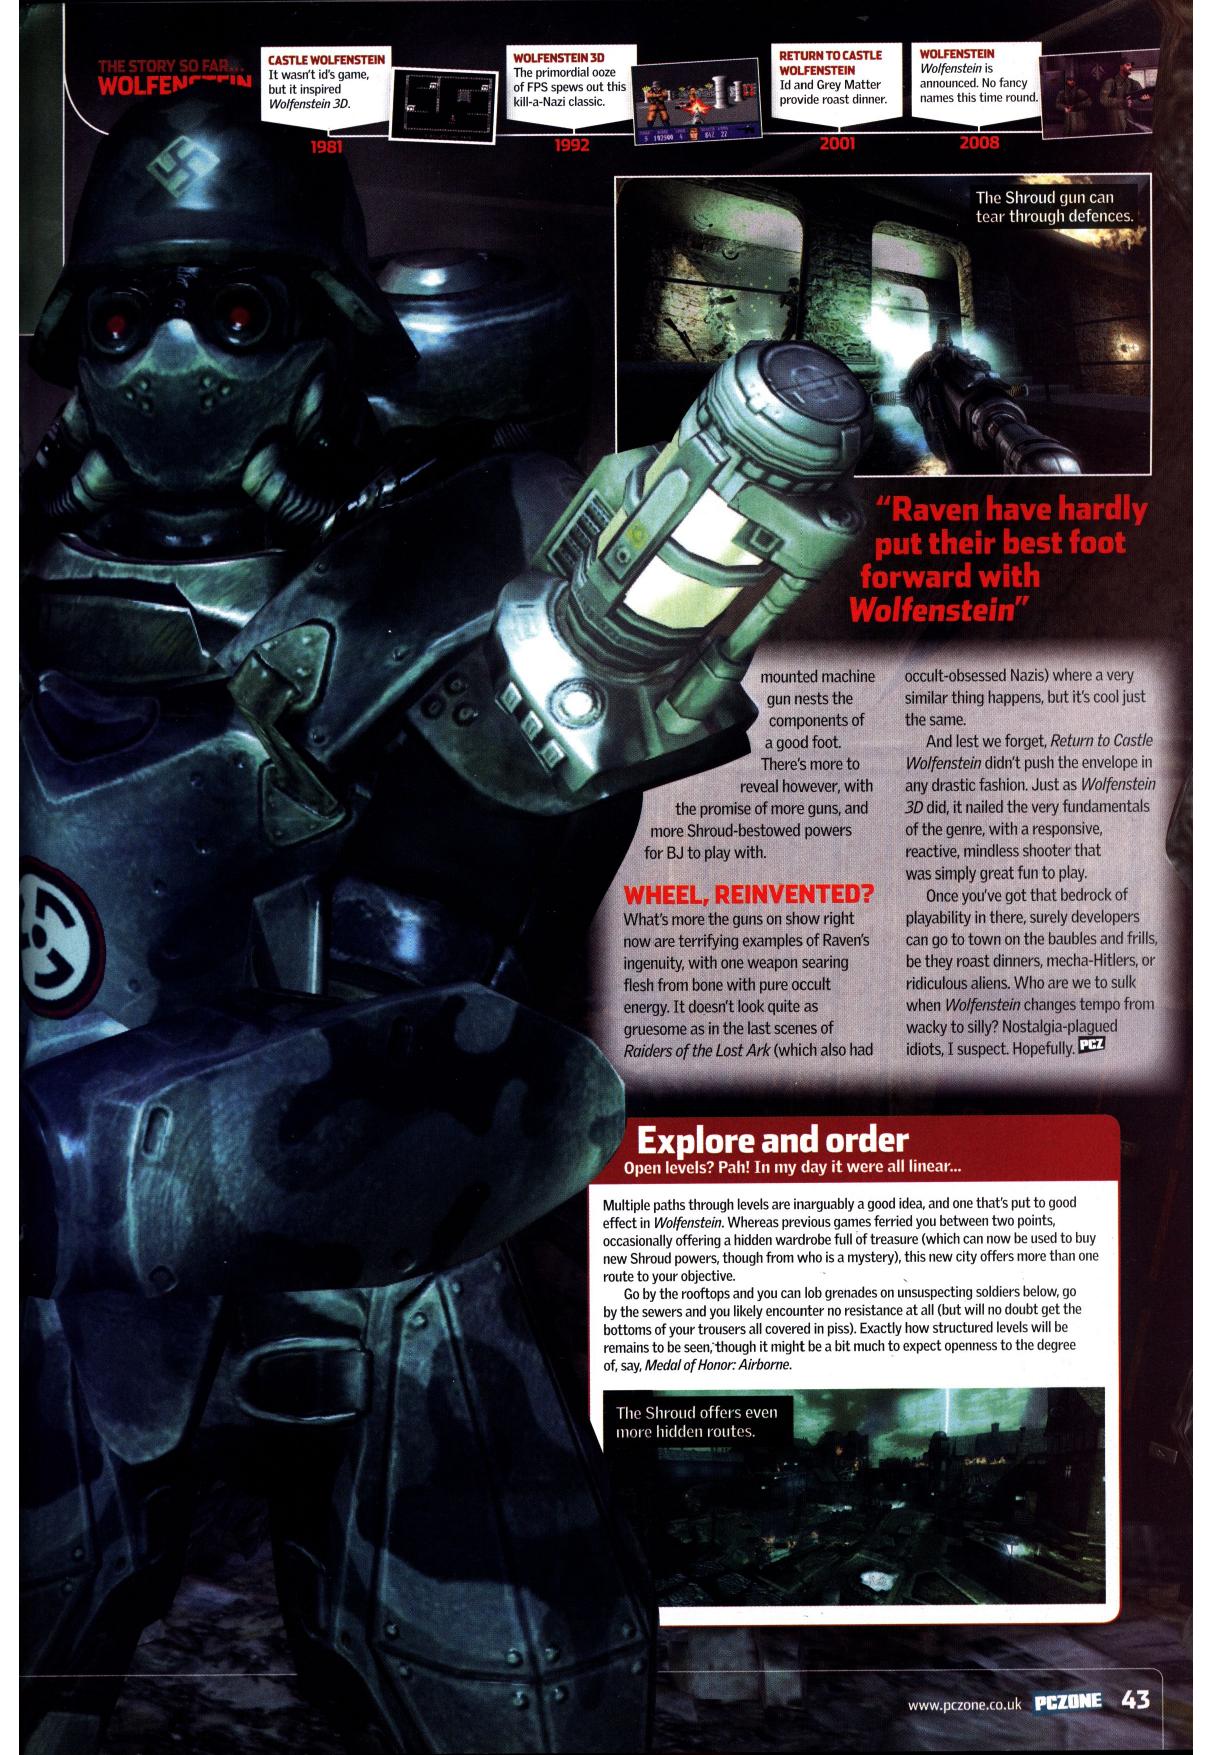 THE STORY SO FAR...
WOLFENSTEIN
CASTLE WOLFENSTEIN
It wasn't id's game,
but it inspired
Wolfenstein 3D.
1981
WOLFENSTEIN 3D
The primordial ooze
of FPS spews out this
kill-a-Nazi classic.
1992
RETURN TO CASTLE
WOLFENSTEIN
Id and Grey Matter
provide roast dinner.
2001
WOLFENSTEIN
Wolfenstein is
announced. No fancy
names this time round.
2008
The Shroud gun can
tear through defences.
“Raven have hardly
put their best foot
forward with
Wolfenstein”
mounted machine
gun nests the
components of
a good foot.
There's more to
reveal however, with
the promise of more guns, and
more Shroud-bestowed powers
for BJ to play with.
WHEEL, REINVENTED?
What's more the guns on show right
now are terrifying examples of Raven's
ingenuity, with one weapon searing
flesh from bone with pure occult
energy. It doesn't look quite as
gruesome as in the last scenes of
Raiders of the Lost Ark (which also had
occult-obsessed Nazis) where a very
similar thing happens, but it's cool just
the same.
And lest we forget, Return to Castle
Wolfenstein didn't push the envelope in
any drastic fashion. Just as Wolfenstein
3D did, it nailed the very fundamentals
of the genre, with a responsive,
reactive, mindless shooter that
was simply great fun to play.
Once you've got that bedrock of
playability in there, surely developers
can go to town on the baubles and frills,
be they roast dinners, mecha-Hitlers, or
ridiculous aliens. Who are we to sulk
when Wolfenstein changes tempo from
wacky to silly? Nostalgia-plagued
idiots, I suspect. Hopefully. PCZ
Explore and order
Open levels? Pah! In my day it were all linear...
Multiple paths through levels are inarguably a good idea, and one that's put to good
effect in Wolfenstein. Whereas previous games ferried you between two points,
occasionally offering a hidden wardrobe full of treasure (which can now be used to buy
new Shroud powers, though from who is a mystery), this new city offers more than one
route to your objective.
Go by the rooftops and you can lob grenades on unsuspecting soldiers below, go
by the sewers and you likely encounter no resistance at all (but will no doubt get the
bottoms of your trousers all covered in piss). Exactly how structured levels will be
remains to be seen, though it might be a bit much to expect openness to the degree
of, say, Medal of Honor: Airborne.
The Shroud offers even
more hidden routes.
www.pczone.co.uk PCZONE 43